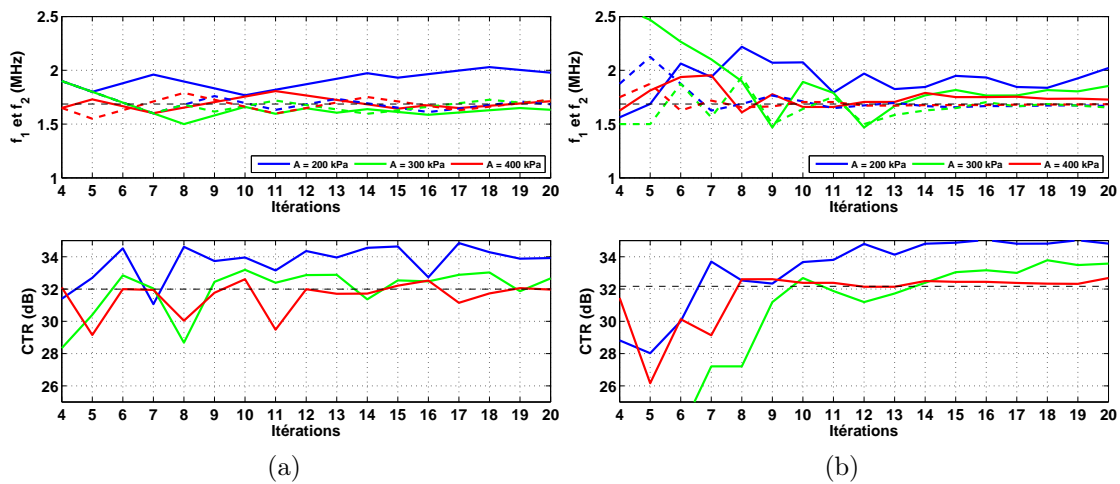 2.5
2
1.5
1
f₁ et f₂ (MHz)
A = 200 kPa A = 300 kPa A = 400 kPa
4 5 6 7 8 9 10 11 12 13 14 15 16 17 18 19 20
Itérations
34
32
30
28
26
CTR (dB)
4 5 6 7 8 9 10 11 12 13 14 15 16 17 18 19 20
Itérations
(a)
2.5
2
1.5
1
f₁ et f₂ (MHz)
A = 200 kPa A = 300 kPa A = 400 kPa
4 5 6 7 8 9 10 11 12 13 14 15 16 17 18 19 20
Itérations
34
32
30
28
26
CTR (dB)
4 5 6 7 8 9 10 11 12 13 14 15 16 17 18 19 20
Itérations
(b)